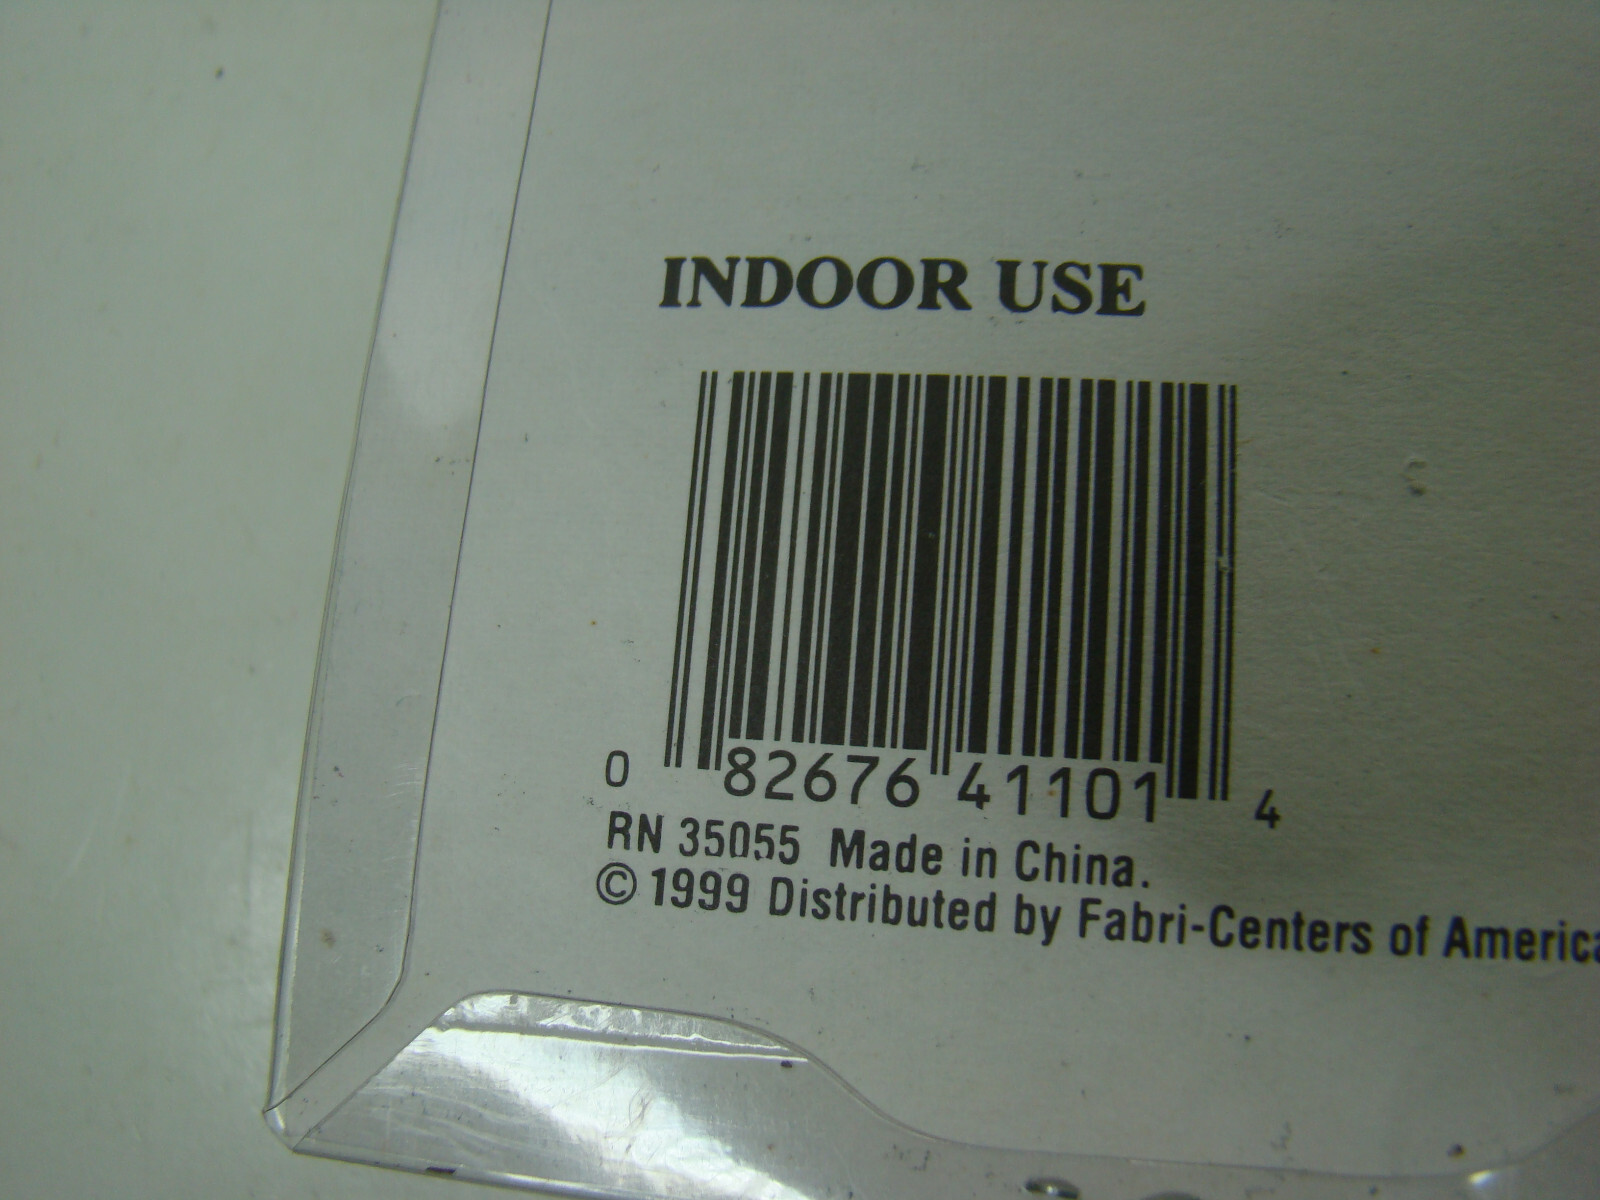 INDOOR USE
0 82676 41101 4
RN 35055 Made in China.
© 1999 Distributed by Fabri-Centers of America